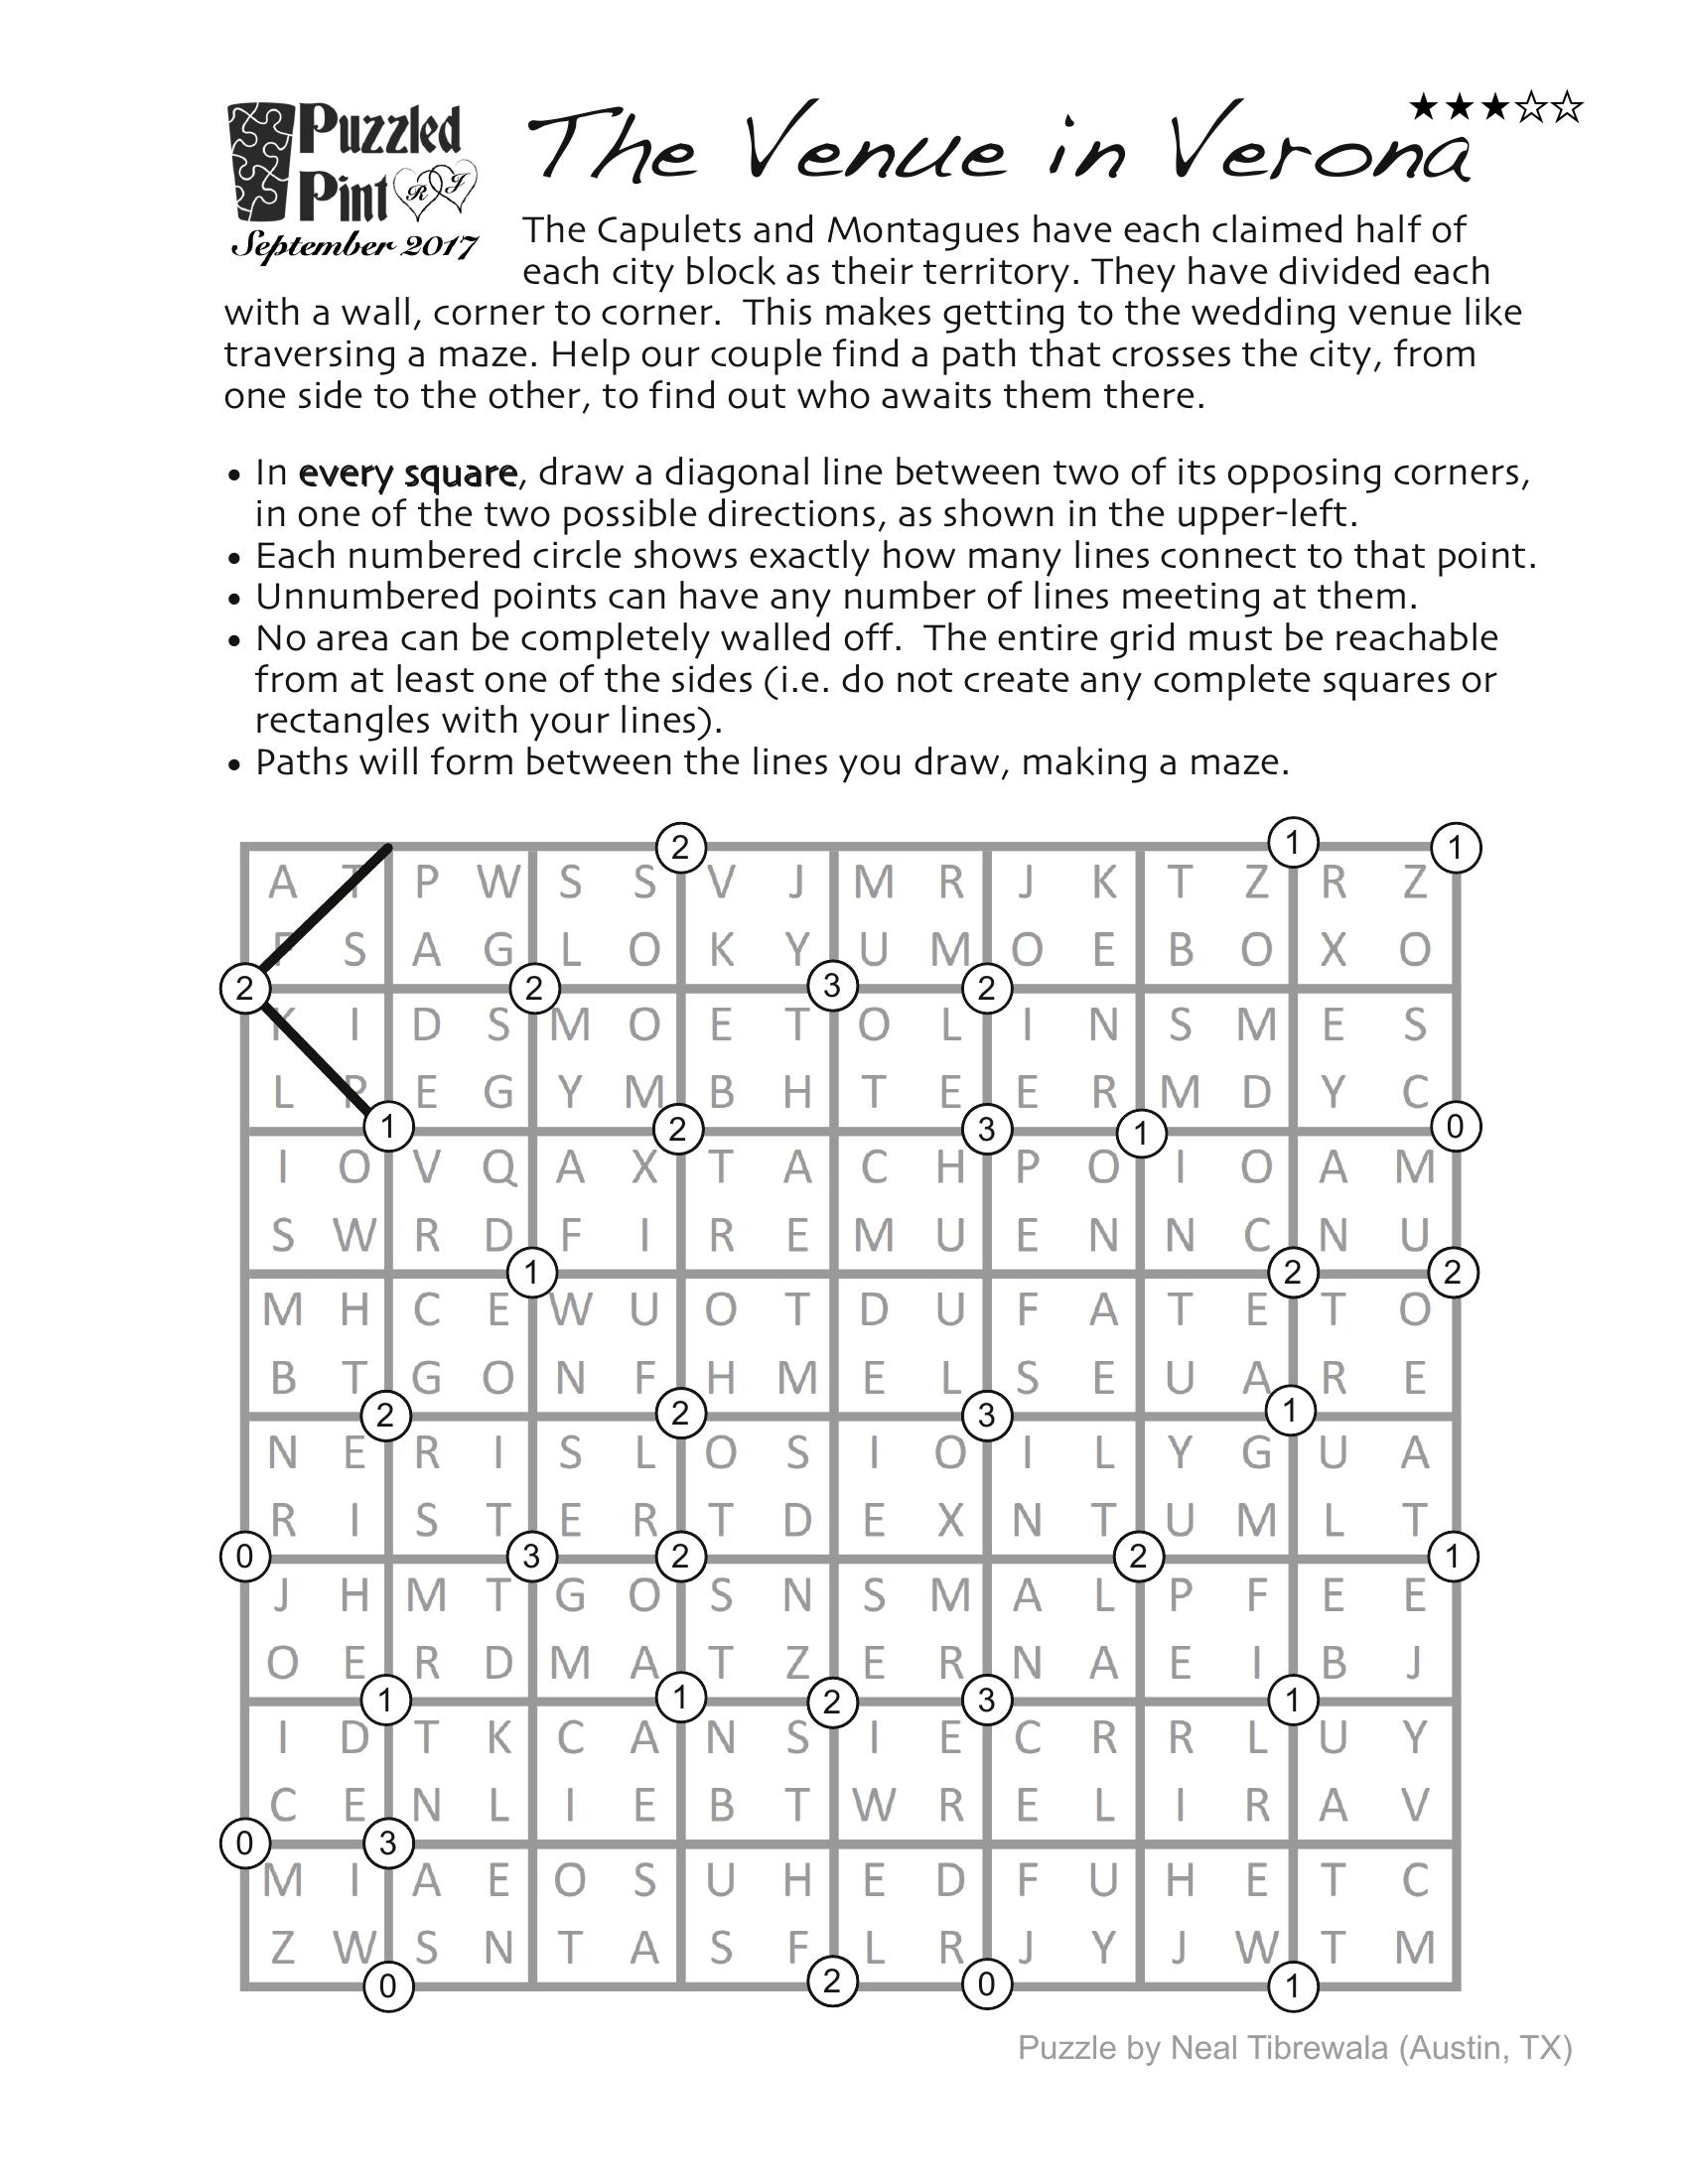 Puzzled
Pint
R J
September 2017
The Venue in Verona
The Capulets and Montagues have each claimed half of
each city block as their territory. They have divided each
with a wall, corner to corner. This makes getting to the wedding venue like
traversing a maze. Help our couple find a path that crosses the city, from
one side to the other, to find out who awaits them there.
• In every square, draw a diagonal line between two of its opposing corners,
in one of the two possible directions, as shown in the upper-left.
• Each numbered circle shows exactly how many lines connect to that point.
• Unnumbered points can have any number of lines meeting at them.
• No area can be completely walled off. The entire grid must be reachable
from at least one of the sides (i.e. do not create any complete squares or
rectangles with your lines).
• Paths will form between the lines you draw, making a maze.
2 1 1
A T P W S S V J M R J K T Z R Z
S A G L O K Y U M O E B O X O
2 2 3 2
K I D S M O E T O L I N S M E S
L P E G Y M B H T E E R M D Y C
1 2 3 1 0
I O V Q A X T A C H P O I O A M
S W R D F I R E M U E N N C N U
1 2 2
M H C E W U O T D U F A T E T O
B T G O N F H M E L S E U A R E
2 2 3 1
N E R I S L O S I O I L Y G U A
R I S T E R T D E X N T U M L T
0 3 2 2 1
J H M T G O S N S M A L P F E E
O E R D M A T Z E R N A E I B J
1 1 2 3 1
I D T K C A N S I E C R R L U Y
C E N L I E B T W R E L I R A V
0 3
M I A E O S U H E D F U H E T C
Z W S N T A S F L R J Y J W T M
0 2 0 1
Puzzle by Neal Tibrewala (Austin, TX)